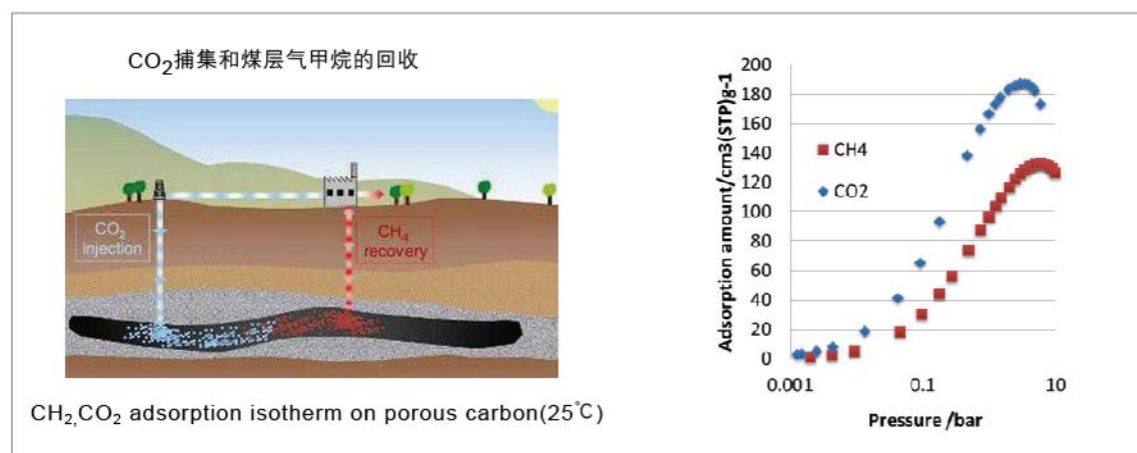 CO2捕集和煤层气甲烷的回收
CO2
injection
CH4
recovery
CH2,CO2 adsorption isotherm on porous carbon(25℃)
Adsorption amount/cm3(STP)g-1
200
180
160
140
120
100
80
60
40
20
0
CH4
CO2
0.001
0.1
10
Pressure /bar